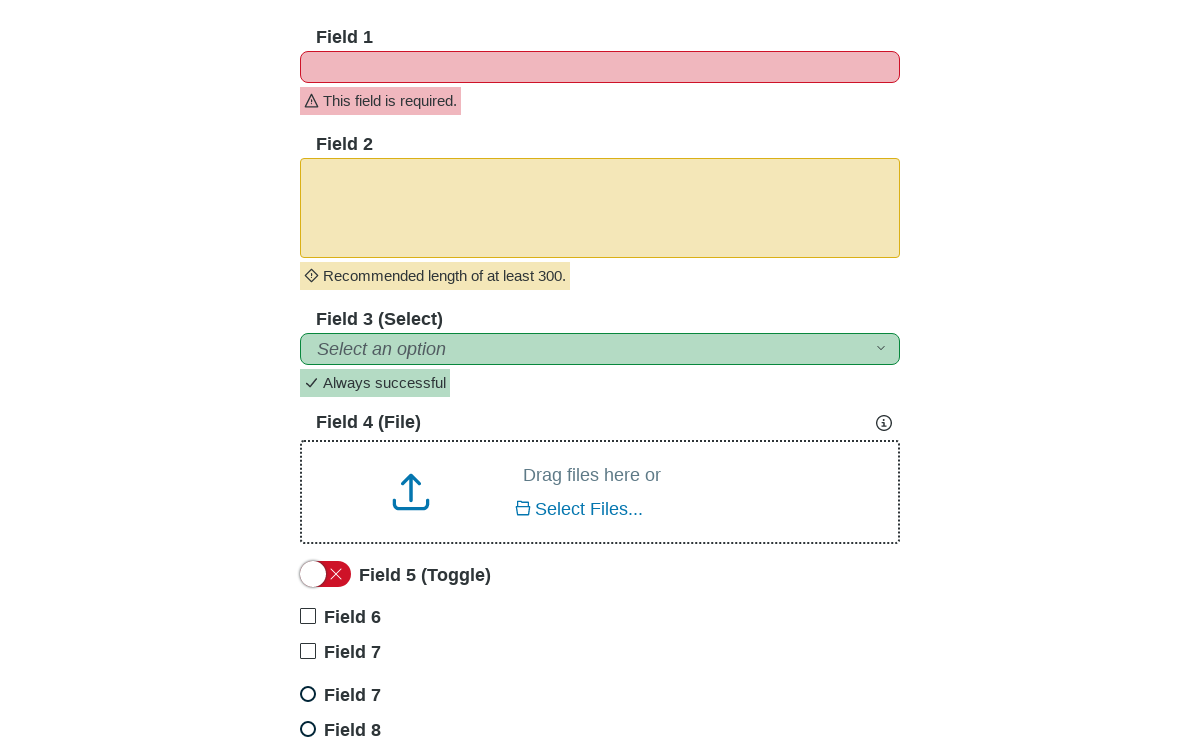 Field 1
This field is required.
Field 2
Recommended length of at least 300.
Field 3 (Select)
Select an option
Always successful
Field 4 (File)
Drag files here or
Select Files...
Field 5 (Toggle)
Field 6
Field 7
Field 7
Field 8